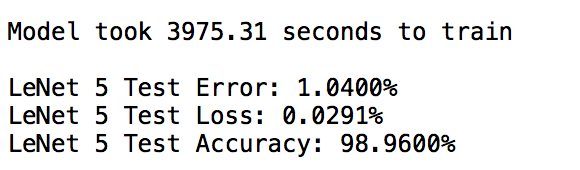 Model took 3975.31 seconds to train
LeNet 5 Test Error: 1.0400%
LeNet 5 Test Loss: 0.0291%
LeNet 5 Test Accuracy: 98.9600%